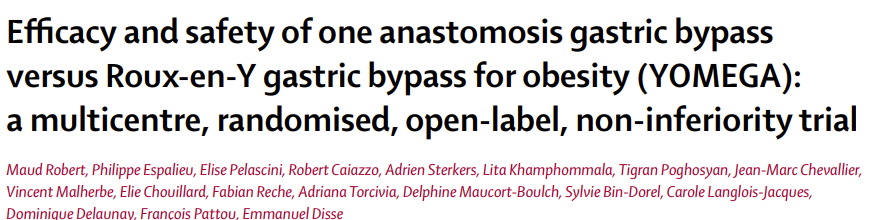 Efficacy and safety of one anastomosis gastric bypass
versus Roux-en-Y gastric bypass for obesity (YOMEGA):
a multicentre, randomised, open-label, non-inferiority trial
Maud Robert, Philippe Espalieu, Elise Pelascini, Robert Caiazzo, Adrien Sterkers, Lita Khamphommala, Tigran Poghosyan, Jean-Marc Chevallier,
Vincent Malherbe, Elie Chouillard, Fabian Reche, Adriana Torcivia, Delphine Maucort-Boulch, Sylvie Bin-Dorel, Carole Langlois-Jacques,
Dominique Delaunay, François Pattou, Emmanuel Disse